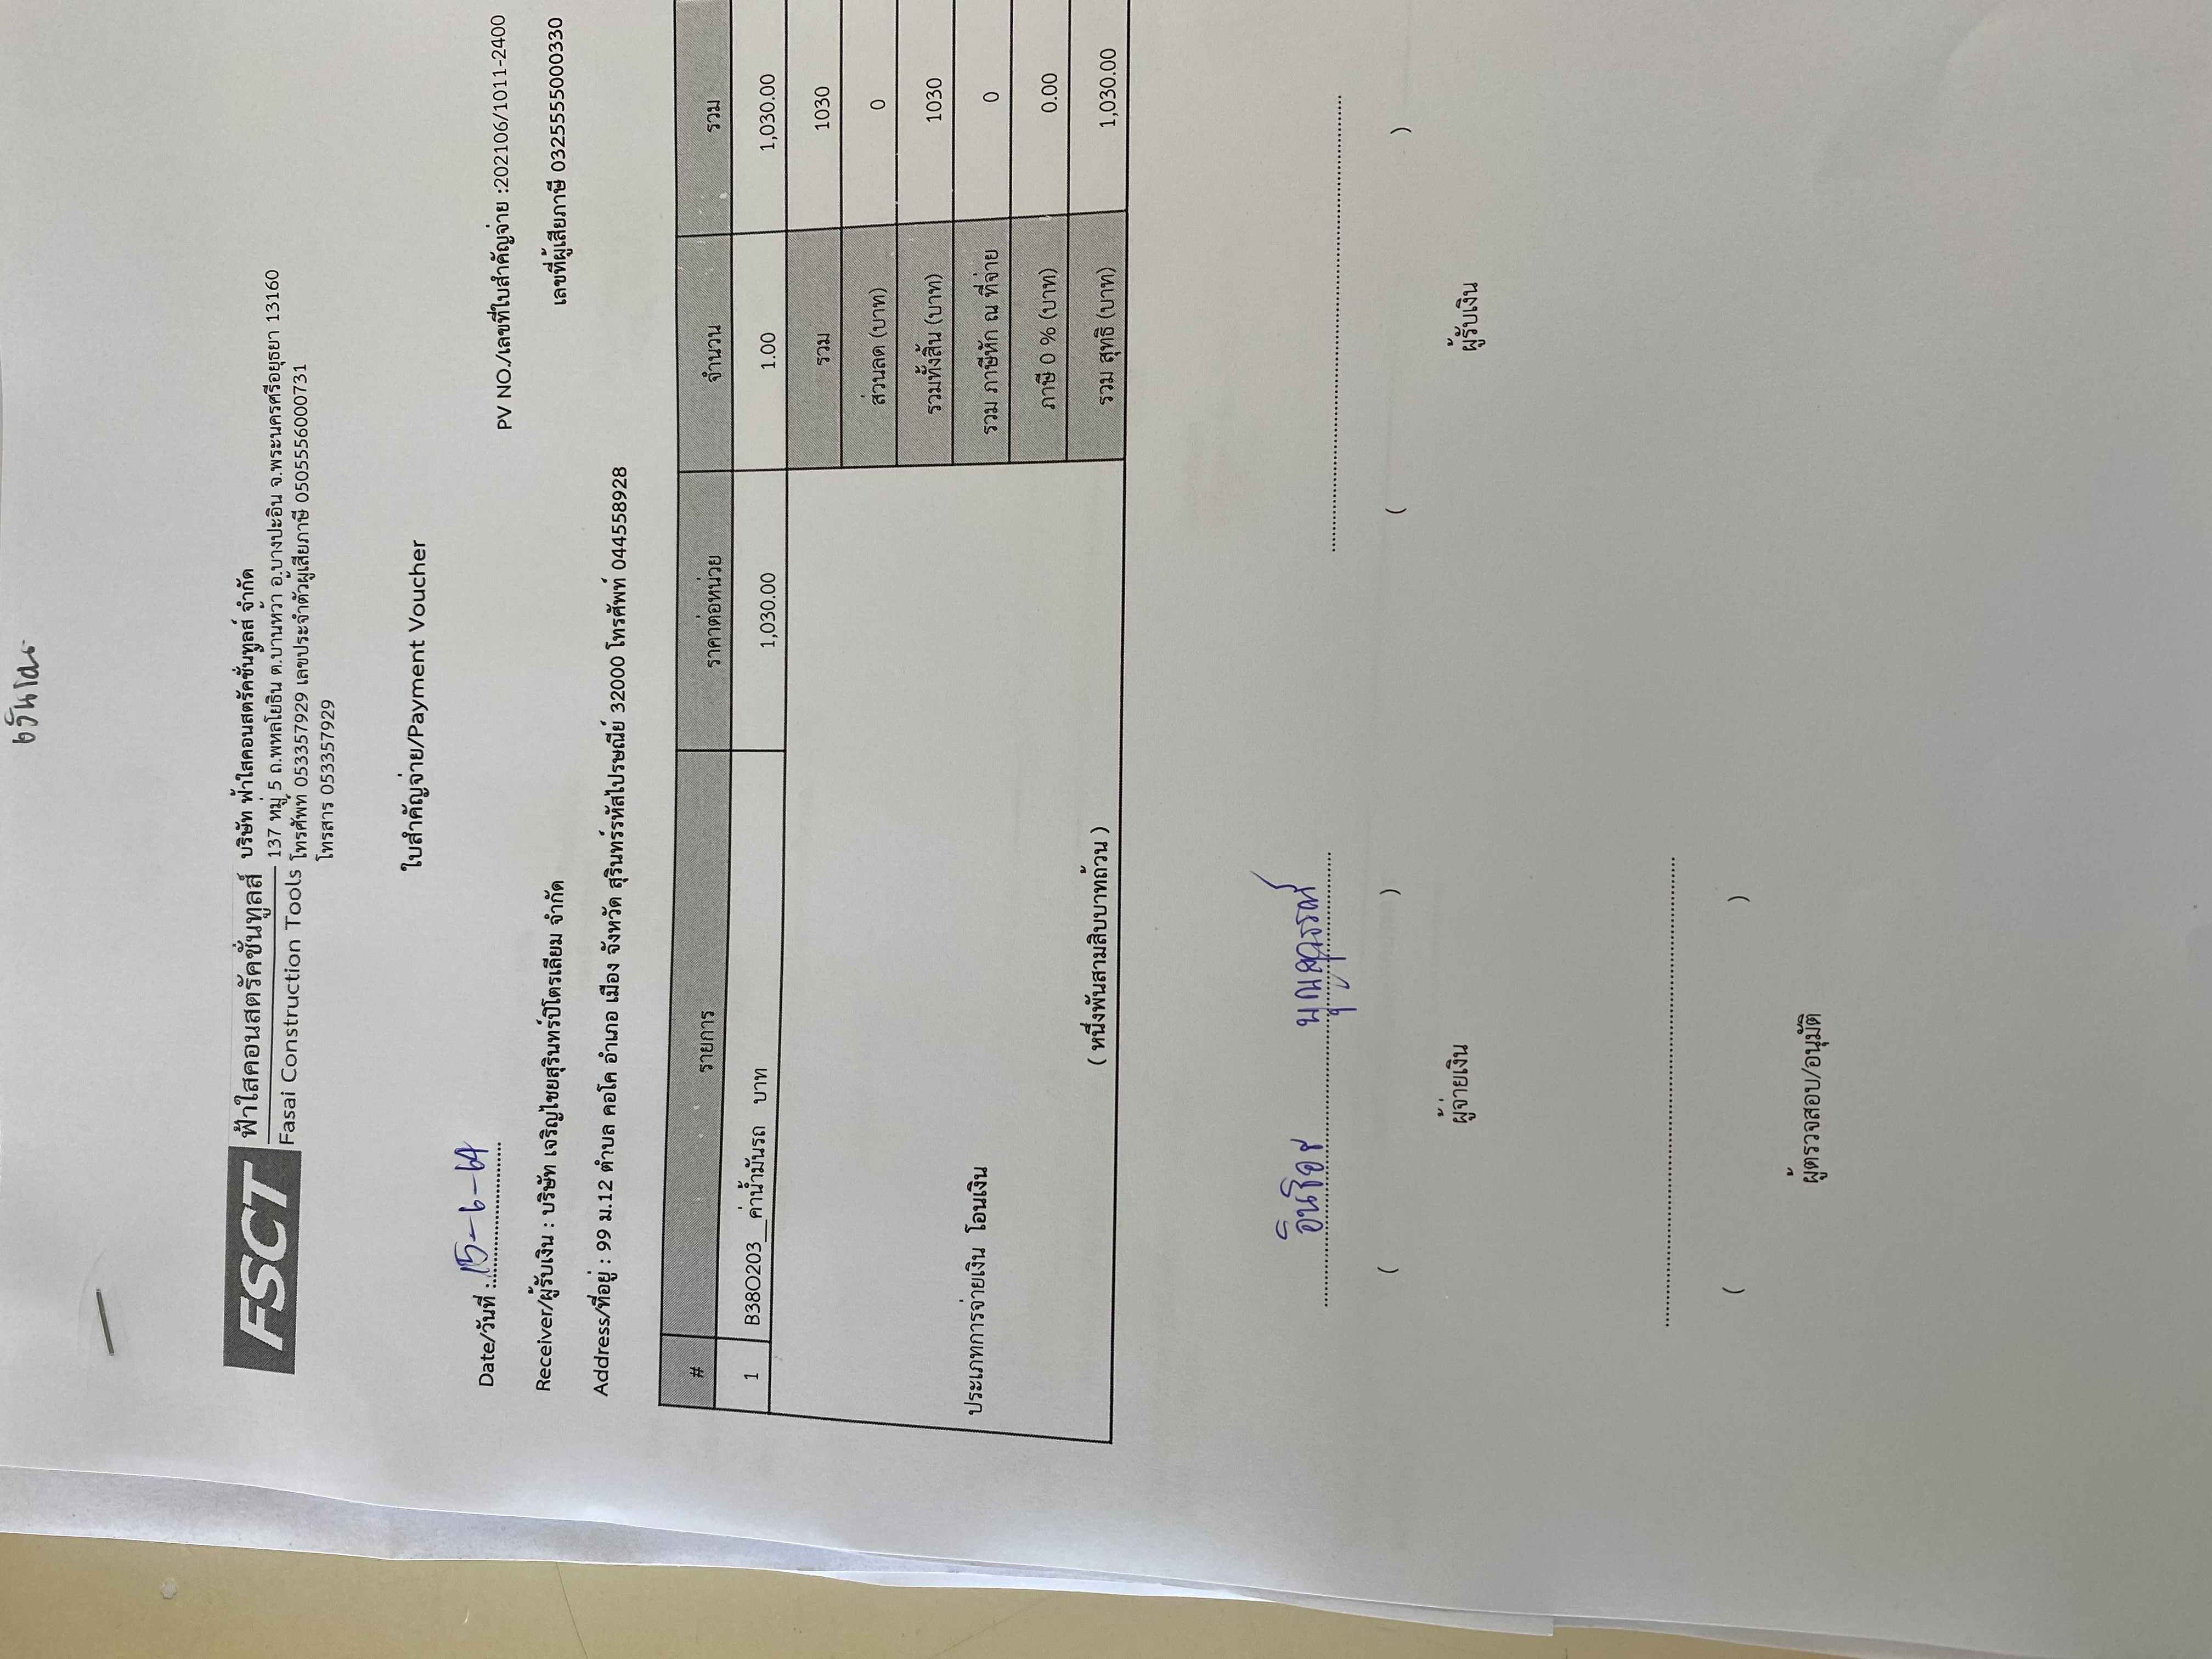 FSCT
ฟ้าใสคอนสตรัคชั่นทูลส์
Fasai Construction Tools
บริษัท ฟ้าใสคอนสตรัคชั่นทูลส์ จำกัด
137 หมู่ 5 ถ.พหลโยธิน ต.บานหว้า อ.บางปะอิน จ.พระนครศรีอยุธยา 13160
โทรศัพท์ 053357929 เลขประจำตัวผู้เสียภาษี 0505556000731
โทรสาร 053357929
ใบสำคัญจ่าย/Payment Voucher
Date/วันที่ : 15-6-64
PV NO./เลขที่ใบสำคัญจ่าย :202106/1011-2400
Receiver/ผู้รับเงิน : บริษัท เจริญไชยสุรินทร์ปิโตรเลียม จำกัด
เลขที่ผู้เสียภาษี 0325555000330
Address/ที่อยู่ : 99 ม.12 ตำบล คอโค อำเภอ เมือง จังหวัด สุรินทร์รหัสไปรษณีย์ 32000 โทรศัพท์ 044558928
# รายการ ราคาต่อหน่วย จำนวน รวม
1 B38O203__ค่าน้ำมันรถ บาท 1,030.00 1.00 1,030.00
รวม 1030
ส่วนลด (บาท) 0
รวมทั้งสิ้น (บาท) 1030
ประเภทการจ่ายเงิน โอนเงิน
รวม ภาษีหัก ณ ที่จ่าย 0
ภาษี 0 % (บาท) 0.00
( หนึ่งพันสามสิบบาทถ้วน )
รวม สุทธิ (บาท) 1,030.00
บุญสุวรรณ์
( ) ( )
ผู้จ่ายเงิน ผู้รับเงิน
( )
ผู้ตรวจสอบ/อนุมัติ